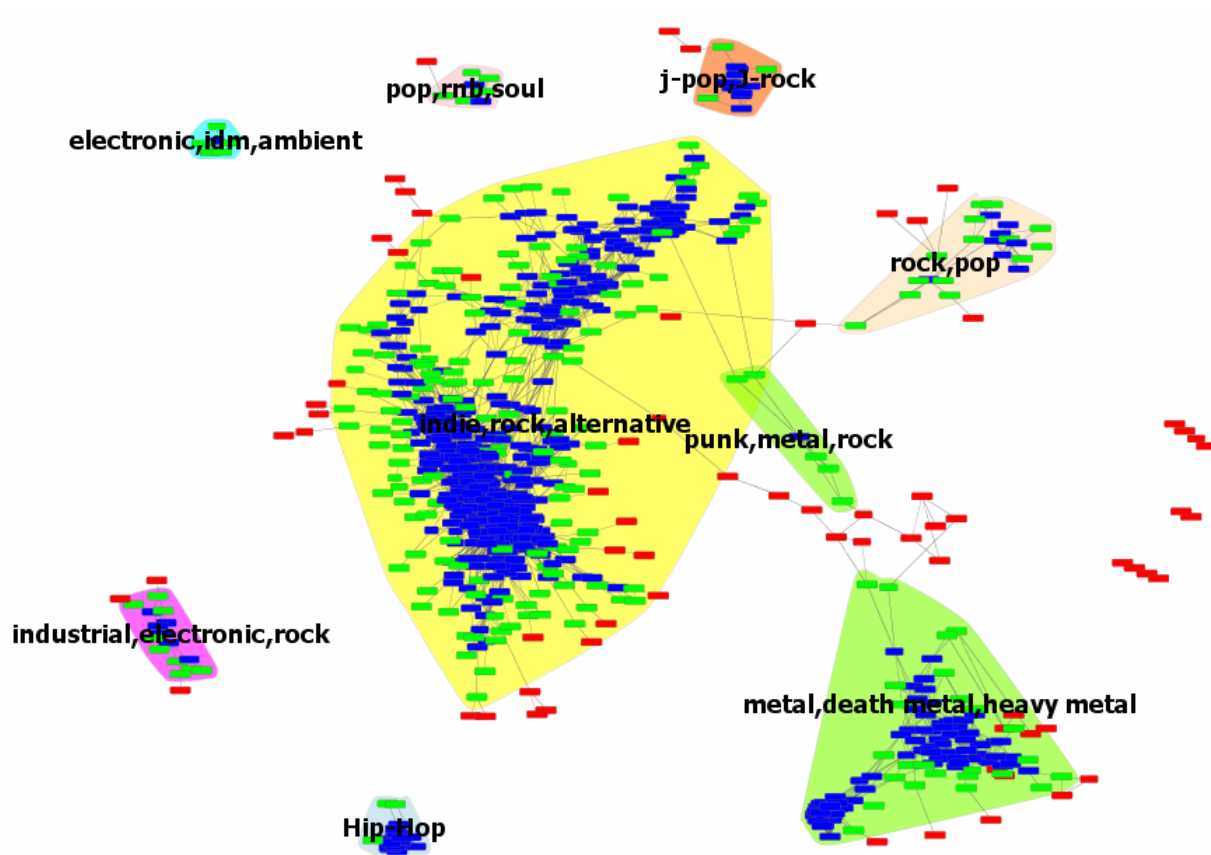 j-pop,J-rock
pop,rnb,soul
electronic,idm,ambient
rock,pop
indie,rock,alternative
punk,metal,rock
industrial,electronic,rock
metal,death metal,heavy metal
Hip-Hop